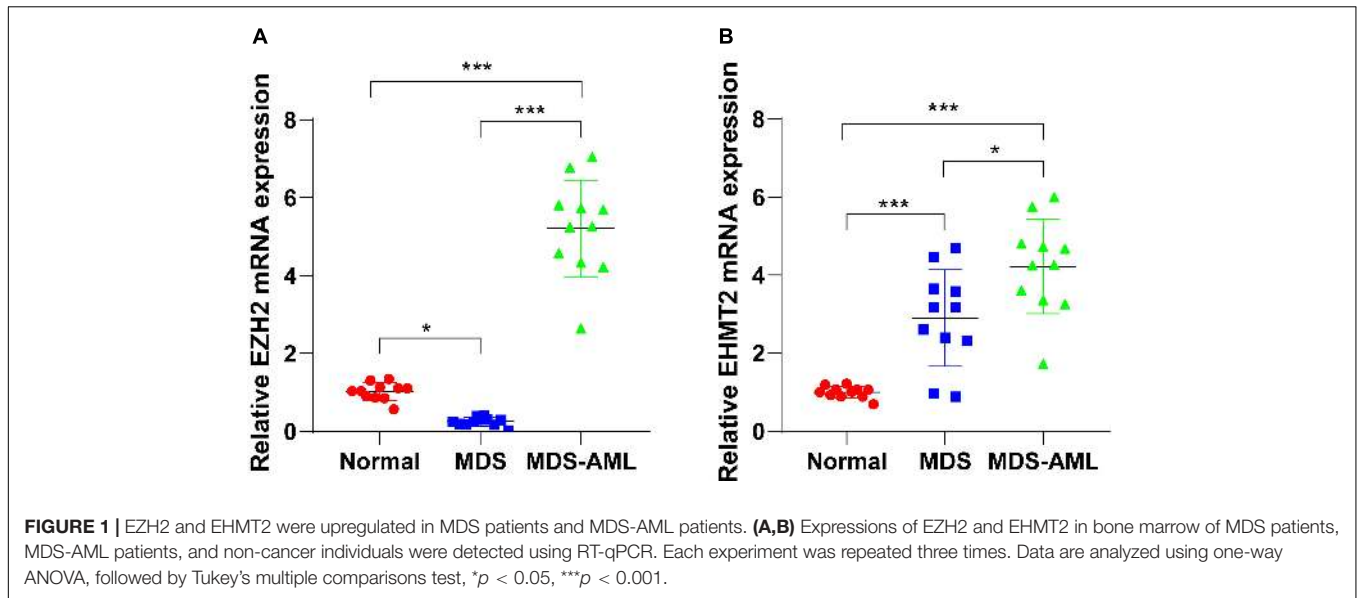 A
Relative EZH2 mRNA expression
8
6
4
2
0
***
***
*
Normal MDS MDS-AML
B
Relative EHMT2 mRNA expression
8
6
4
2
0
***
*
***
Normal MDS MDS-AML
FIGURE 1 | EZH2 and EHMT2 were upregulated in MDS patients and MDS-AML patients. (A,B) Expressions of EZH2 and EHMT2 in bone marrow of MDS patients,
MDS-AML patients, and non-cancer individuals were detected using RT-qPCR. Each experiment was repeated three times. Data are analyzed using one-way
ANOVA, followed by Tukey's multiple comparisons test, *p < 0.05, ***p < 0.001.